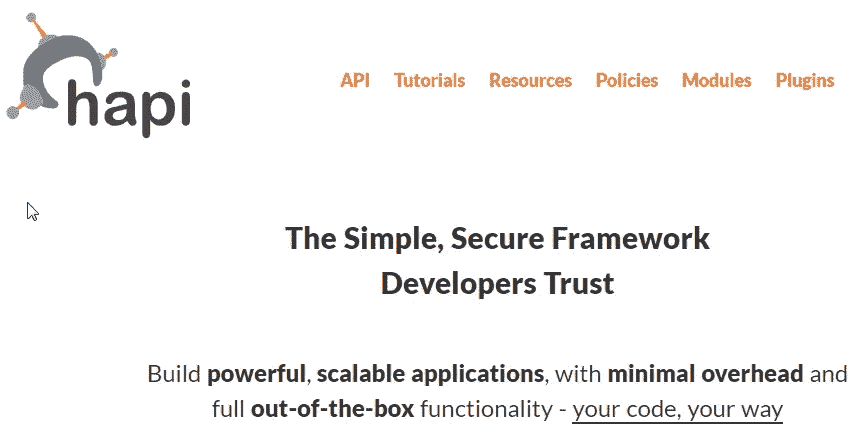 hapi
API Tutorials Resources Policies Modules Plugins
The Simple, Secure Framework
Developers Trust
Build powerful, scalable applications, with minimal overhead and
full out-of-the-box functionality - your code, your way